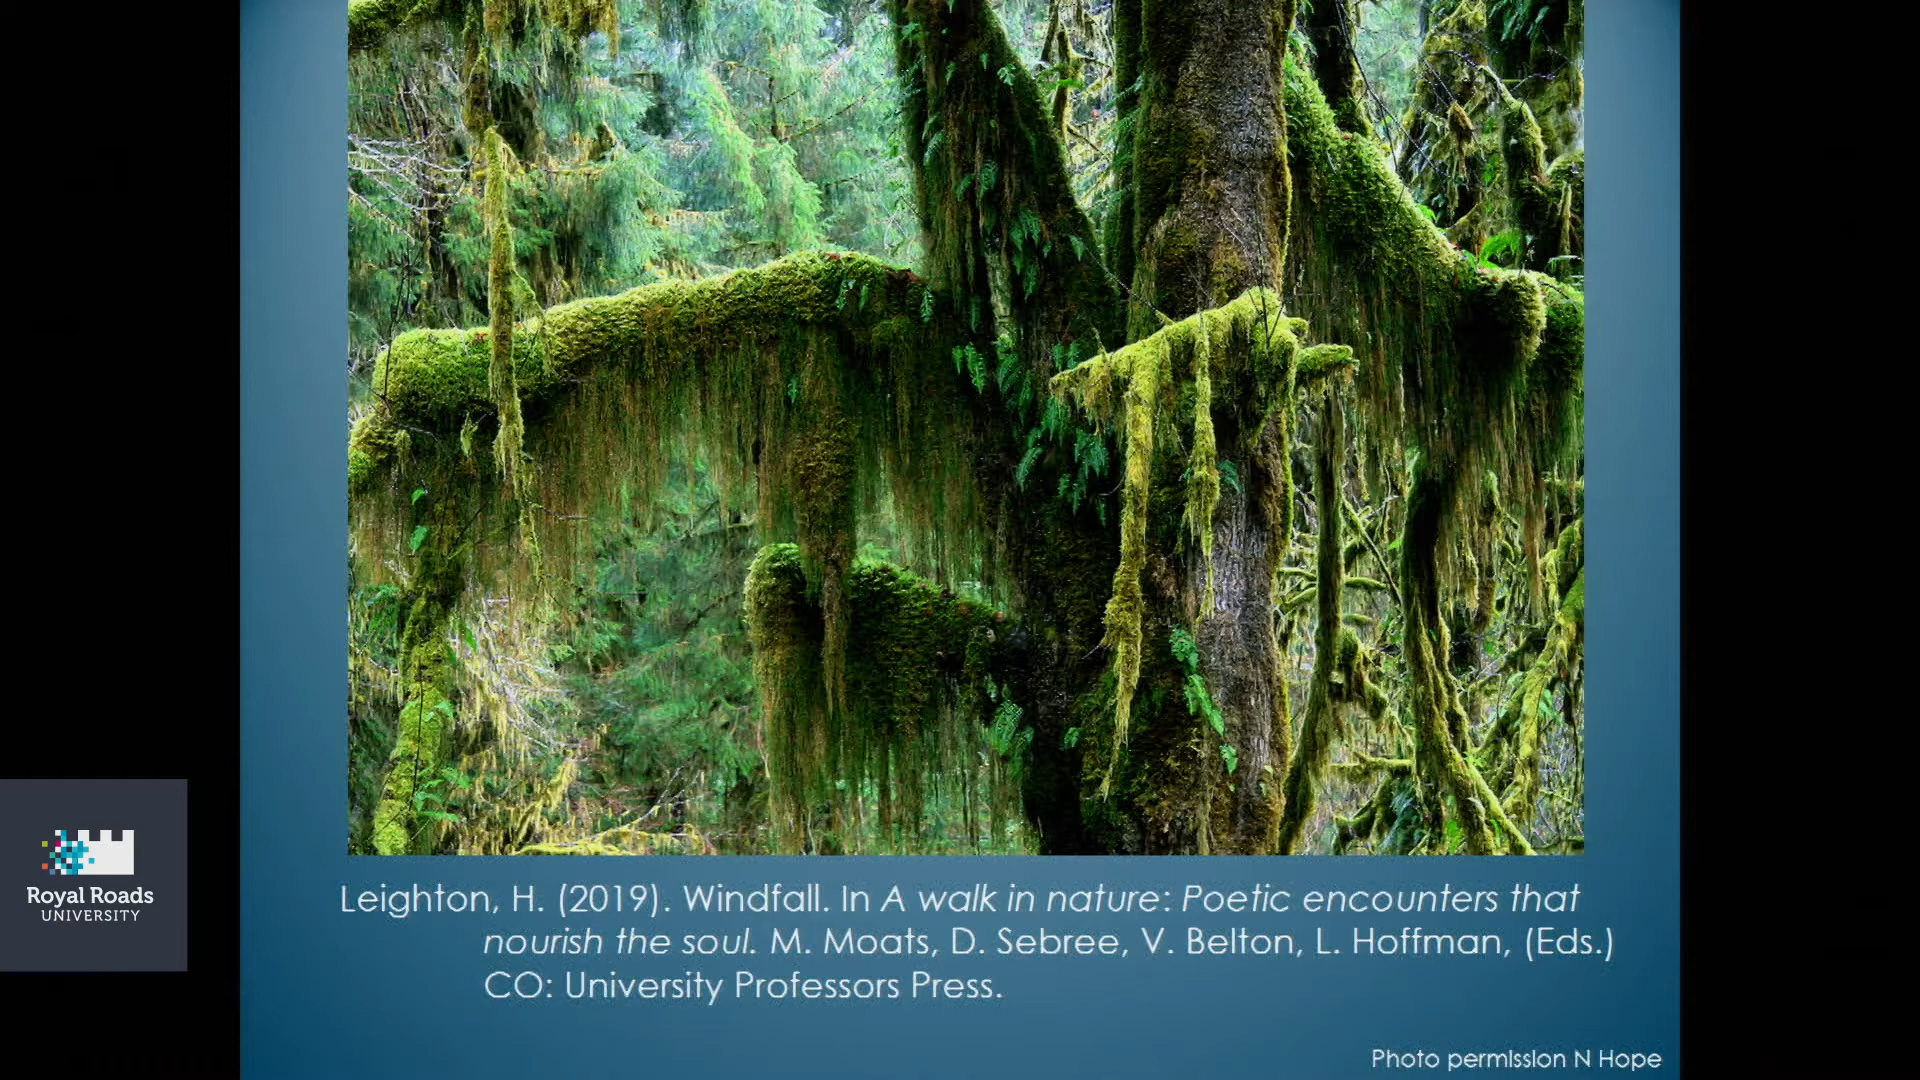 Royal Roads
UNIVERSITY
Leighton, H. (2019). Windfall. In A walk in nature: Poetic encounters that
nourish the soul. M. Moats, D. Sebree, V. Belton, L. Hoffman, (Eds.)
CO: University Professors Press.
Photo permission N Hope